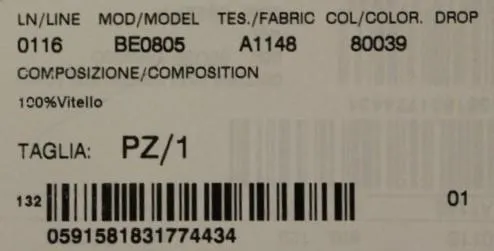 LN/LINE MOD/MODEL TES./FABRIC COL/COLOR. DROP
0116 BE0805 A1148 80039
COMPOSIZIONE/COMPOSITION
100%Vitello
TAGLIA: PZ/1
132 01
0591581831774434